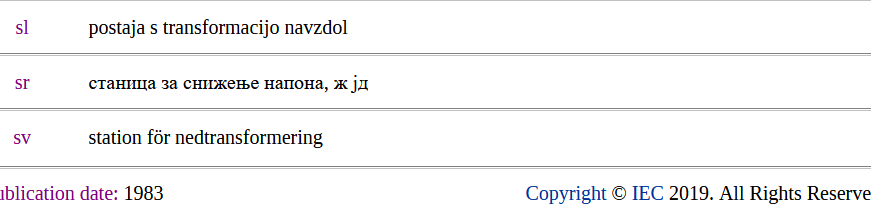 sl postaja s transformacijo navzdol
sr станица за снижење напона, ж јд
sv station för nedtransformering
ublication date: 1983 Copyright © IEC 2019. All Rights Reserve